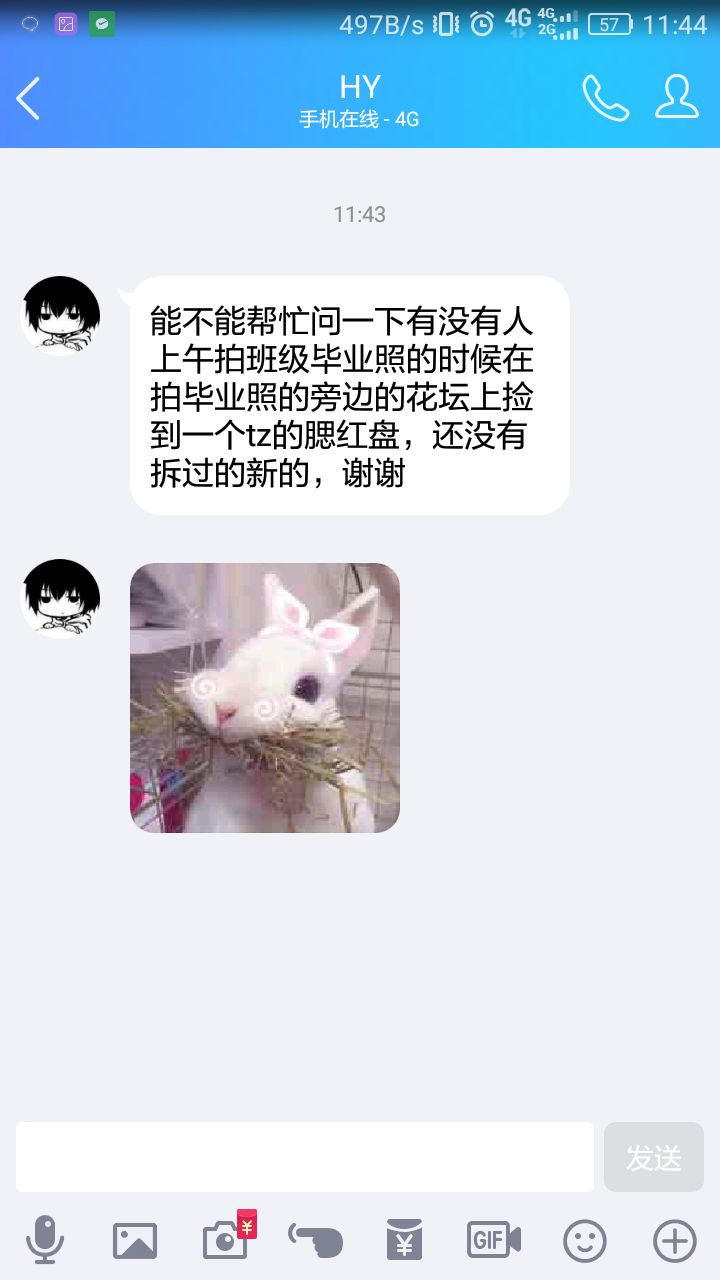 497B/s 4G 4G 2G 57 11:44
HY
手机在线 - 4G
11:43
能不能帮忙问一下有没有人
上午拍班级毕业照的时候在
拍毕业照的旁边的花坛上捡
到一个tz的腮红盘，还没有
拆过的新的，谢谢
发送
¥
¥
GIF